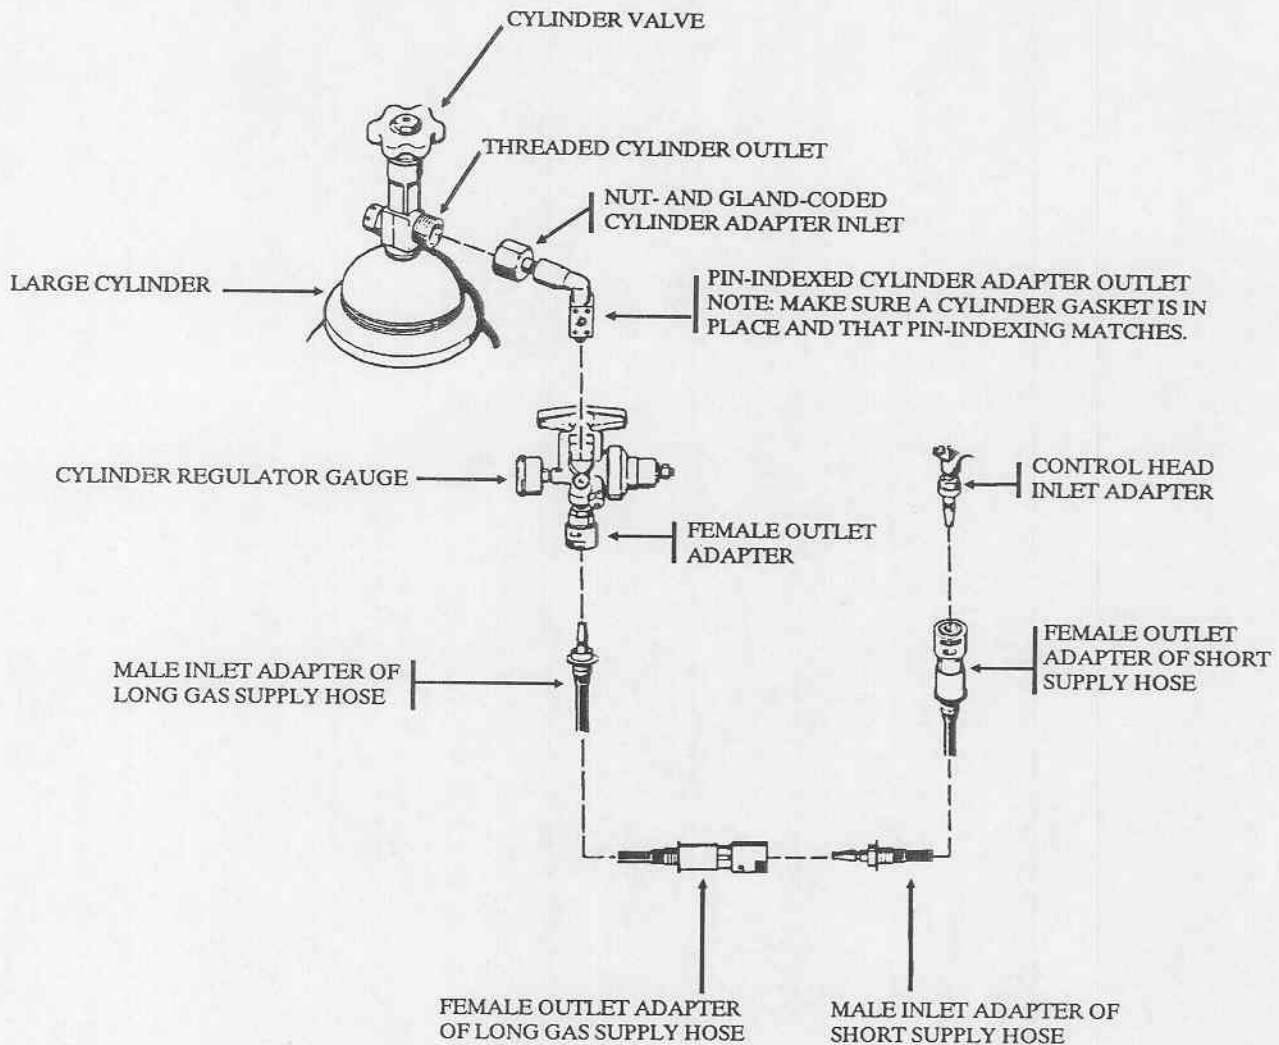 CYLINDER VALVE
THREADED CYLINDER OUTLET
NUT- AND GLAND-CODED
CYLINDER ADAPTER INLET
LARGE CYLINDER
PIN-INDEXED CYLINDER ADAPTER OUTLET
NOTE: MAKE SURE A CYLINDER GASKET IS IN
PLACE AND THAT PIN-INDEXING MATCHES.
CYLINDER REGULATOR GAUGE
CONTROL HEAD
INLET ADAPTER
FEMALE OUTLET
ADAPTER
MALE INLET ADAPTER OF
LONG GAS SUPPLY HOSE
FEMALE OUTLET
ADAPTER OF SHORT
SUPPLY HOSE
FEMALE OUTLET ADAPTER
OF LONG GAS SUPPLY HOSE
MALE INLET ADAPTER OF
SHORT SUPPLY HOSE